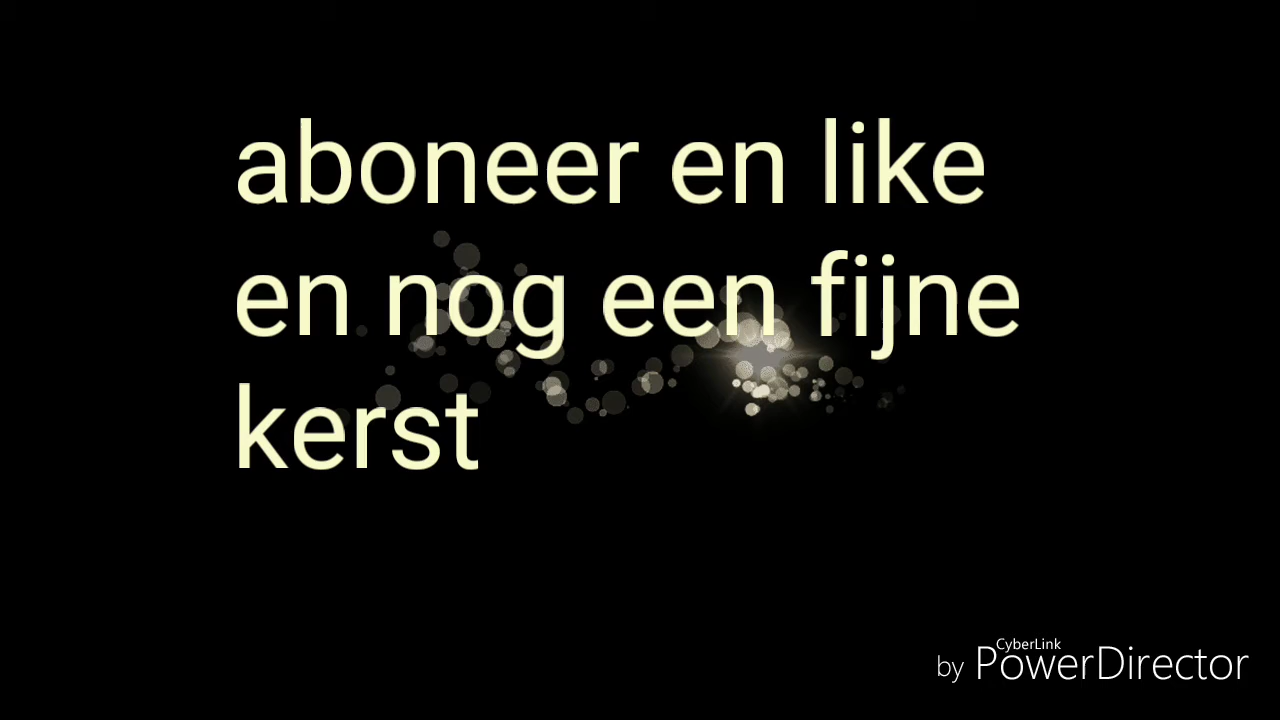 aboneer en like
en nog een fijne
kerst
CyberLink
by PowerDirector